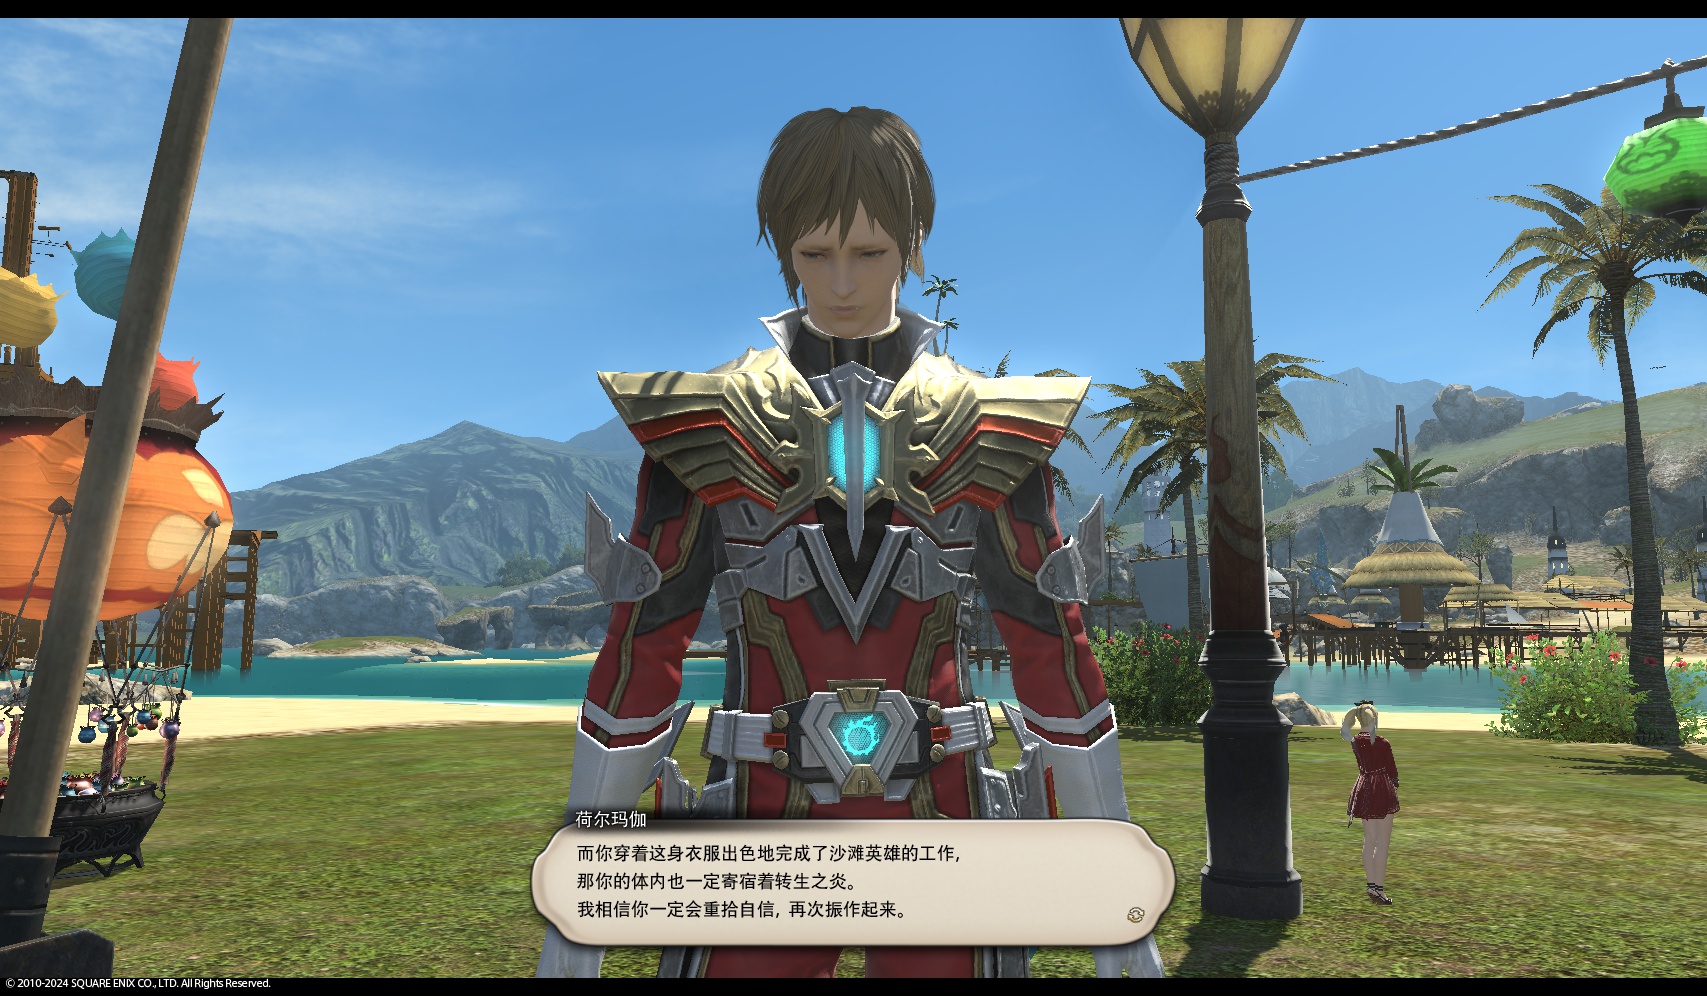 荷尔玛伽
而你穿着这身衣服出色地完成了沙滩英雄的工作,
那你的体内也一定寄宿着转生之炎。
我相信你一定会重拾自信, 再次振作起来。
© 2010-2024 SQUARE ENIX CO., LTD. All Rights Reserved.